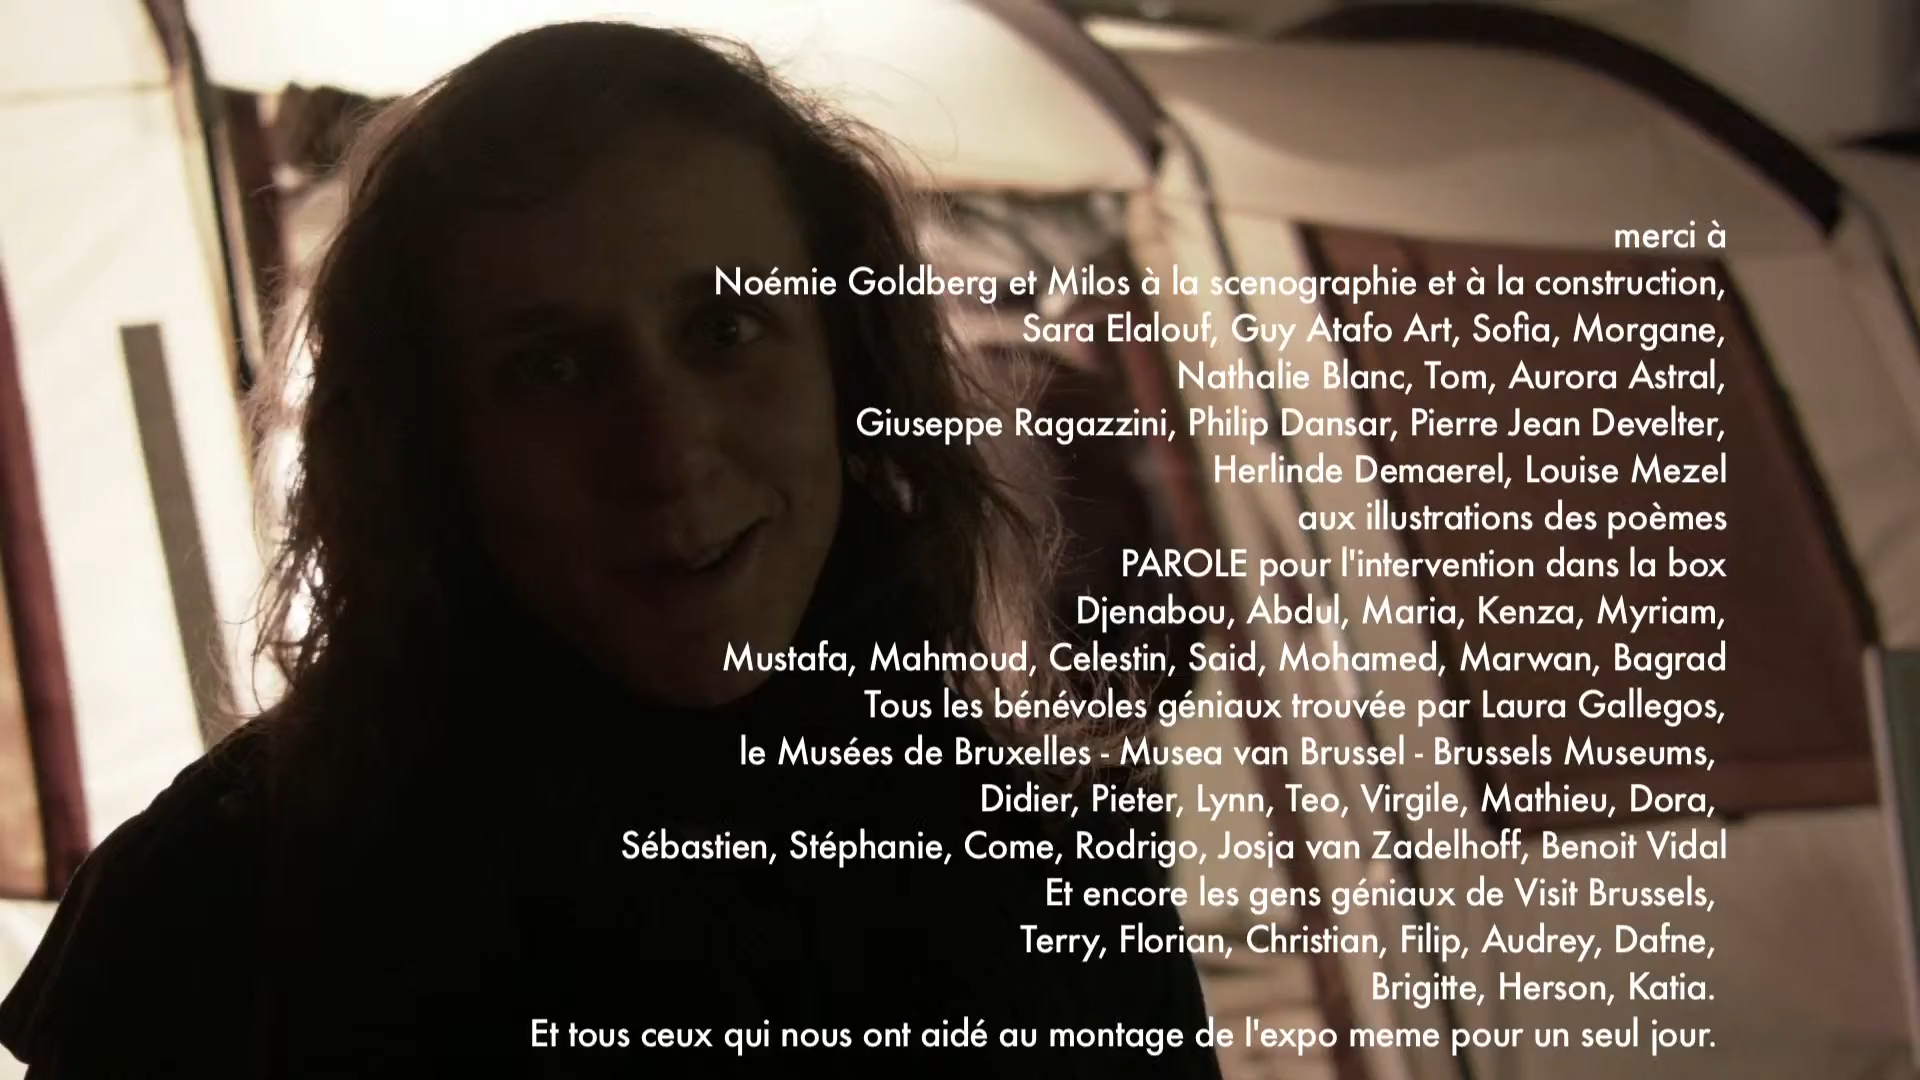 merci à
Noémie Goldberg et Milos à la scenographie et à la construction,
Sara Elalouf, Guy Atafo Art, Sofia, Morgane,
Nathalie Blanc, Tom, Aurora Astral,
Giuseppe Ragazzini, Philip Dansar, Pierre Jean Develter,
Herlinde Demaerel, Louise Mezel
aux illustrations des poèmes
PAROLE pour l'intervention dans la box
Djenabou, Abdul, Maria, Kenza, Myriam,
Mustafa, Mahmoud, Celestin, Said, Mohamed, Marwan, Bagrad
Tous les bénévoles géniaux trouvée par Laura Gallegos,
le Musées de Bruxelles - Musea van Brussel - Brussels Museums,
Didier, Pieter, Lynn, Teo, Virgile, Mathieu, Dora,
Sébastien, Stéphanie, Come, Rodrigo, Josja van Zadelhoff, Benoit Vidal
Et encore les gens géniaux de Visit Brussels,
Terry, Florian, Christian, Filip, Audrey, Dafne,
Brigitte, Herson, Katia.
Et tous ceux qui nous ont aidé au montage de l'expo meme pour un seul jour.